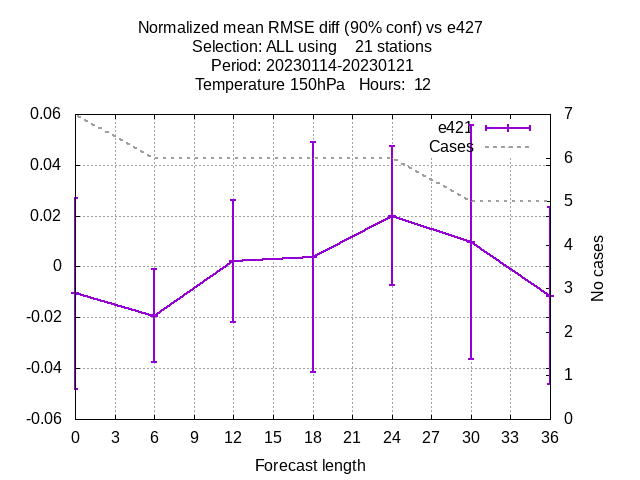 Normalized mean RMSE diff (90% conf) vs e427
Selection: ALL using    21 stations
Period: 20230114-20230121
Temperature 150hPa   Hours:  12
e421
Cases
0.06
0.04
0.02
0
-0.02
-0.04
-0.06
7
6
5
4
3
2
1
0
No cases
0 3 6 9 12 15 18 21 24 27 30 33 36
Forecast length